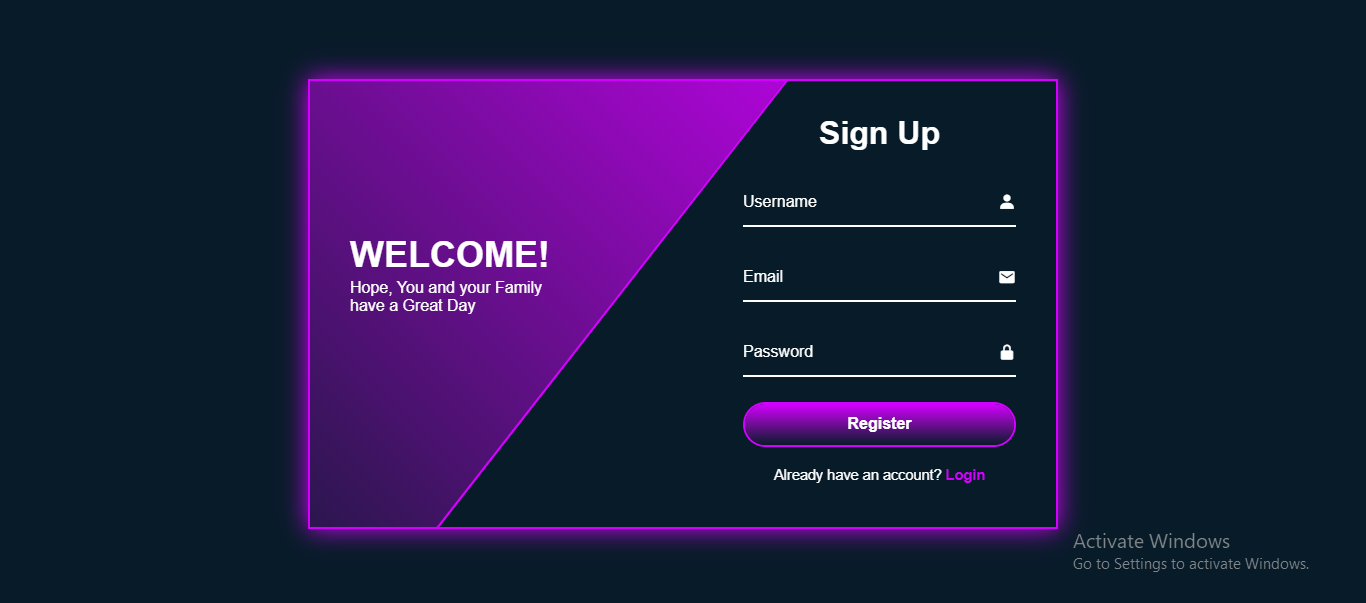 WELCOME!
Hope, You and your Family
have a Great Day
Sign Up
Username
Email
Password
Register
Already have an account? Login
Activate Windows
Go to Settings to activate Windows.